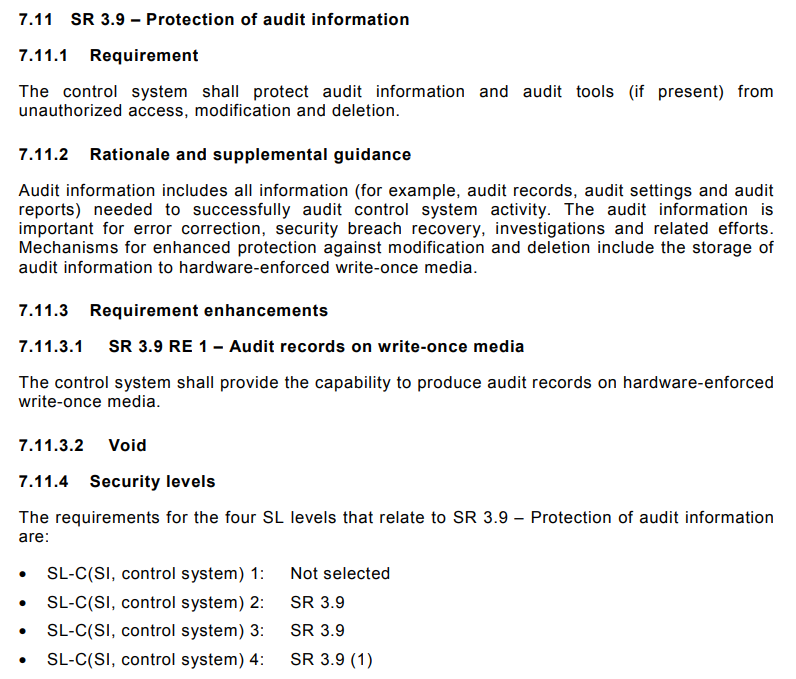 7.11 SR 3.9 – Protection of audit information
7.11.1 Requirement
The control system shall protect audit information and audit tools (if present) from
unauthorized access, modification and deletion.
7.11.2 Rationale and supplemental guidance
Audit information includes all information (for example, audit records, audit settings and audit
reports) needed to successfully audit control system activity. The audit information is
important for error correction, security breach recovery, investigations and related efforts.
Mechanisms for enhanced protection against modification and deletion include the storage of
audit information to hardware-enforced write-once media.
7.11.3 Requirement enhancements
7.11.3.1 SR 3.9 RE 1 – Audit records on write-once media
The control system shall provide the capability to produce audit records on hardware-enforced
write-once media.
7.11.3.2 Void
7.11.4 Security levels
The requirements for the four SL levels that relate to SR 3.9 – Protection of audit information
are:
• SL-C(SI, control system) 1: Not selected
• SL-C(SI, control system) 2: SR 3.9
• SL-C(SI, control system) 3: SR 3.9
• SL-C(SI, control system) 4: SR 3.9 (1)